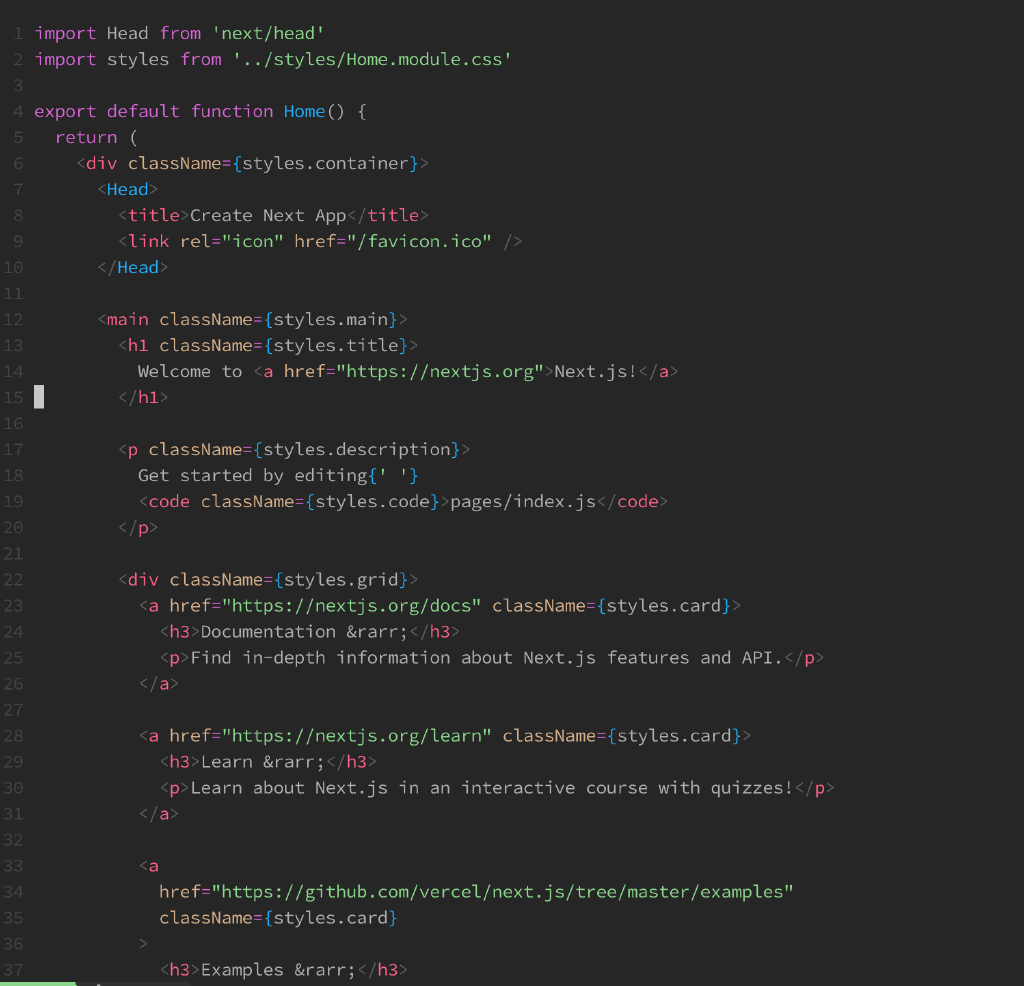 1 import Head from 'next/head'
2 import styles from '../styles/Home.module.css'
3
4 export default function Home() {
5   return (
6     <div className={styles.container}>
7       <Head>
8         <title>Create Next App</title>
9         <link rel="icon" href="/favicon.ico" />
10       </Head>
11
12       <main className={styles.main}>
13         <h1 className={styles.title}>
14           Welcome to <a href="https://nextjs.org">Next.js!</a>
15         </h1>
16
17         <p className={styles.description}>
18           Get started by editing{' '}
19           <code className={styles.code}>pages/index.js</code>
20         </p>
21
22         <div className={styles.grid}>
23           <a href="https://nextjs.org/docs" className={styles.card}>
24             <h3>Documentation &rarr;</h3>
25             <p>Find in-depth information about Next.js features and API.</p>
26           </a>
27
28           <a href="https://nextjs.org/learn" className={styles.card}>
29             <h3>Learn &rarr;</h3>
30             <p>Learn about Next.js in an interactive course with quizzes!</p>
31           </a>
32
33           <a
34             href="https://github.com/vercel/next.js/tree/master/examples"
35             className={styles.card}
36           >
37             <h3>Examples &rarr;</h3>